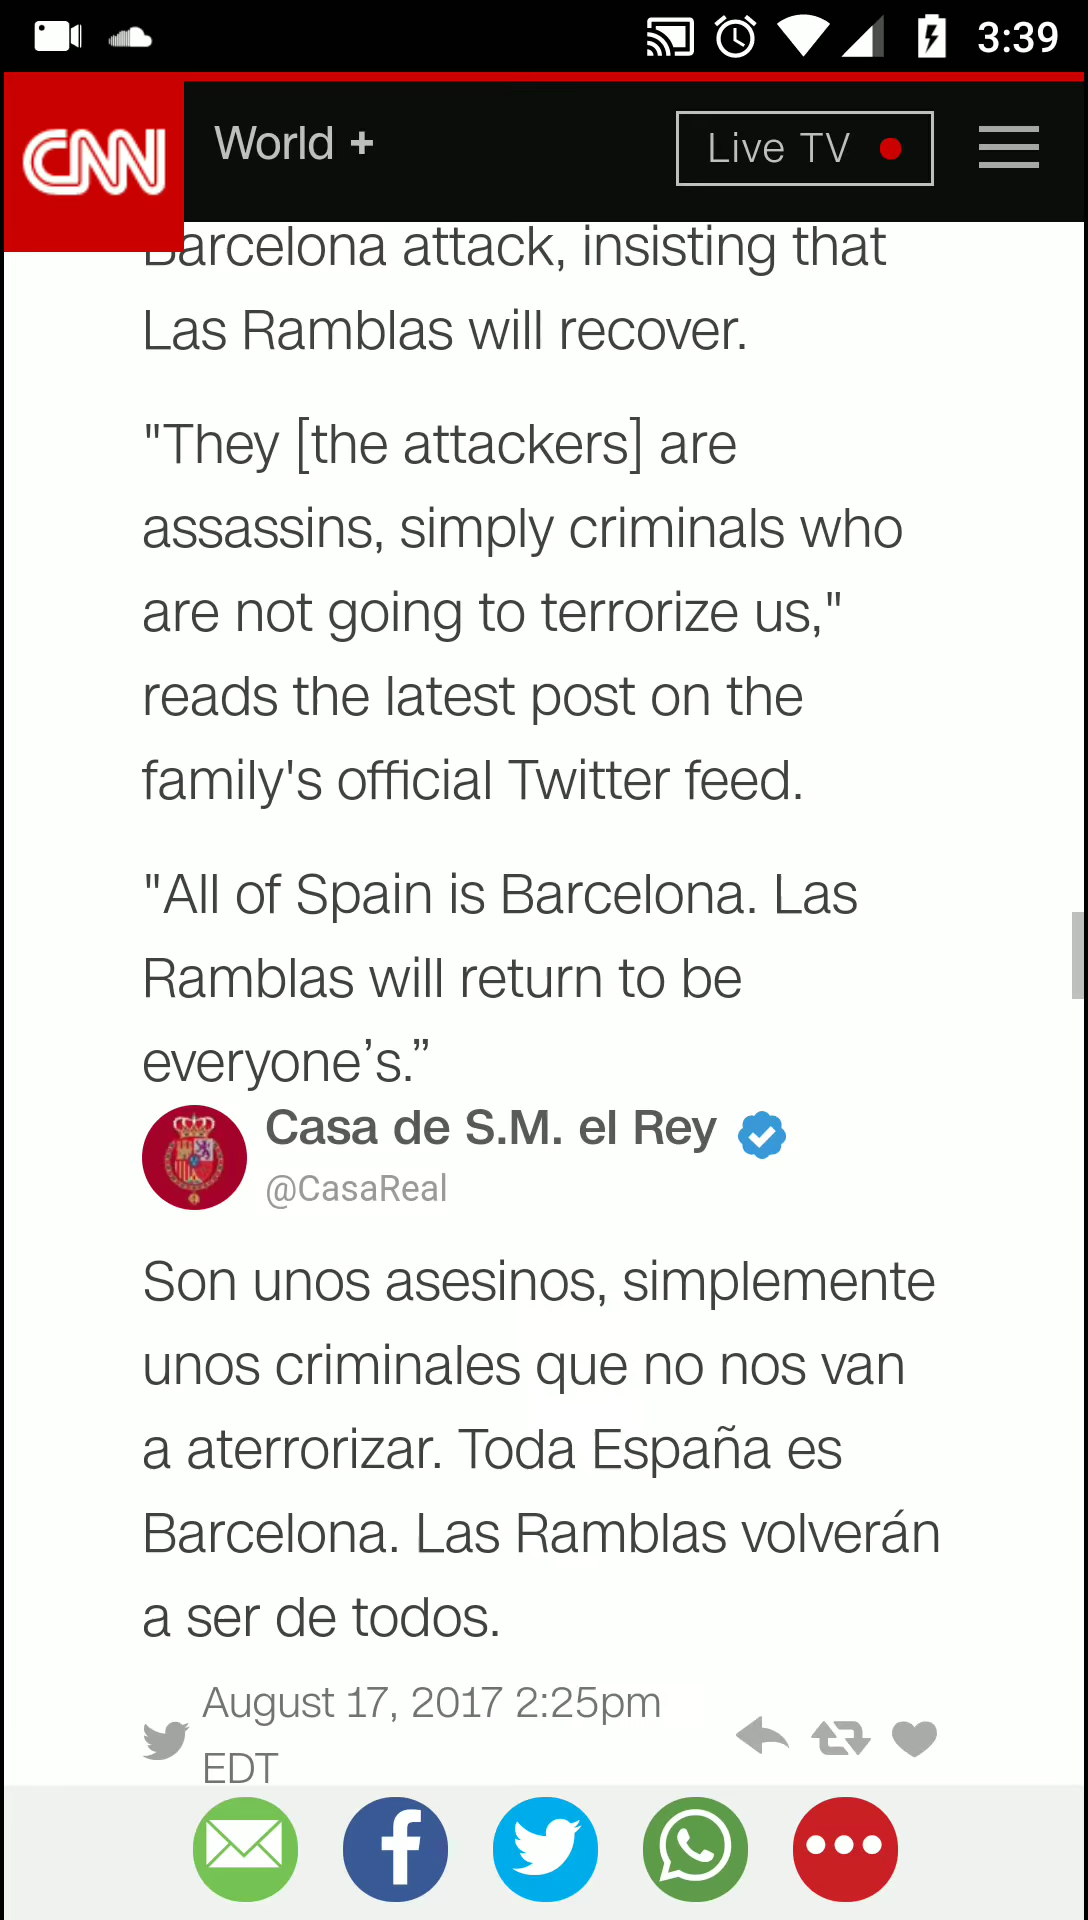 3:39
CNN
World +
Live TV
Barcelona attack, insisting that
Las Ramblas will recover.
"They [the attackers] are
assassins, simply criminals who
are not going to terrorize us,"
reads the latest post on the
family's official Twitter feed.
"All of Spain is Barcelona. Las
Ramblas will return to be
everyone’s.”
Casa de S.M. el Rey
@CasaReal
Son unos asesinos, simplemente
unos criminales que no nos van
a aterrorizar. Toda España es
Barcelona. Las Ramblas volverán
a ser de todos.
August 17, 2017 2:25pm
EDT